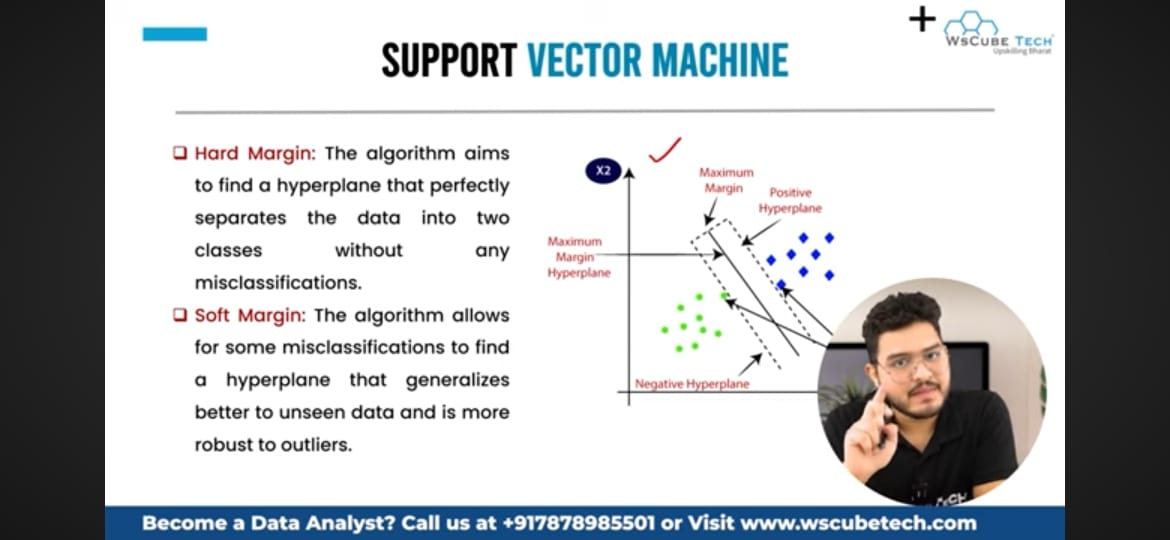 +
WsCube Tech
Upskilling Bharat
SUPPORT VECTOR MACHINE
Hard Margin: The algorithm aims
to find a hyperplane that perfectly
separates the data into two
classes without any
misclassifications.
Soft Margin: The algorithm allows
for some misclassifications to find
a hyperplane that generalizes
better to unseen data and is more
robust to outliers.
X2
Maximum
Margin
Positive
Hyperplane
Maximum
Margin
Hyperplane
Negative Hyperplane
Become a Data Analyst? Call us at +917878985501 or Visit www.wscubetech.com